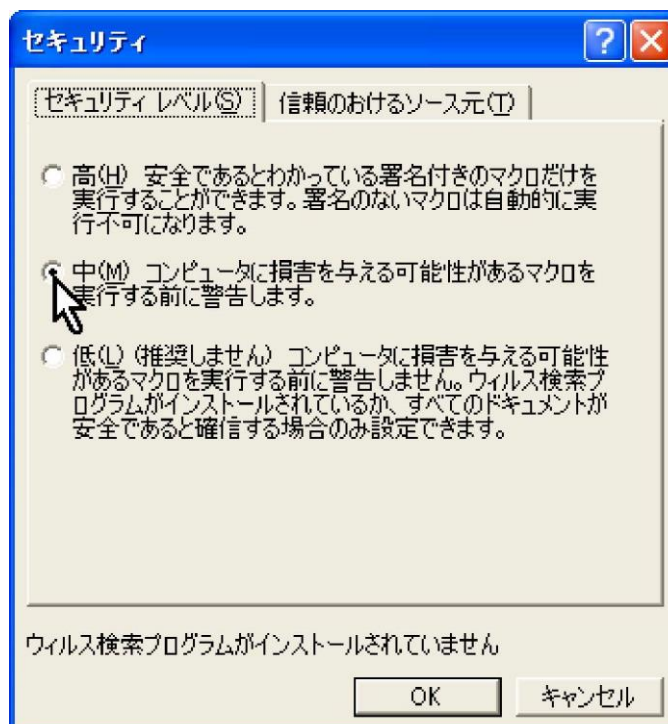 セキュリティ
セキュリティ レベル(S)
信頼のおけるソース元(T)
高(H) 安全であるとわかっている署名付きのマクロだけを
実行することができます。署名のないマクロは自動的に実
行不可になります。
中(M) コンピュータに損害を与える可能性があるマクロを
実行する前に警告します。
低(L) (推奨しません) コンピュータに損害を与える可能性
があるマクロを実行する前に警告しません。ウィルス検索プ
ログラムがインストールされているか、すべてのドキュメントが
安全であると確信する場合のみ設定できます。
ウィルス検索プログラムがインストールされていません
OK
キャンセル